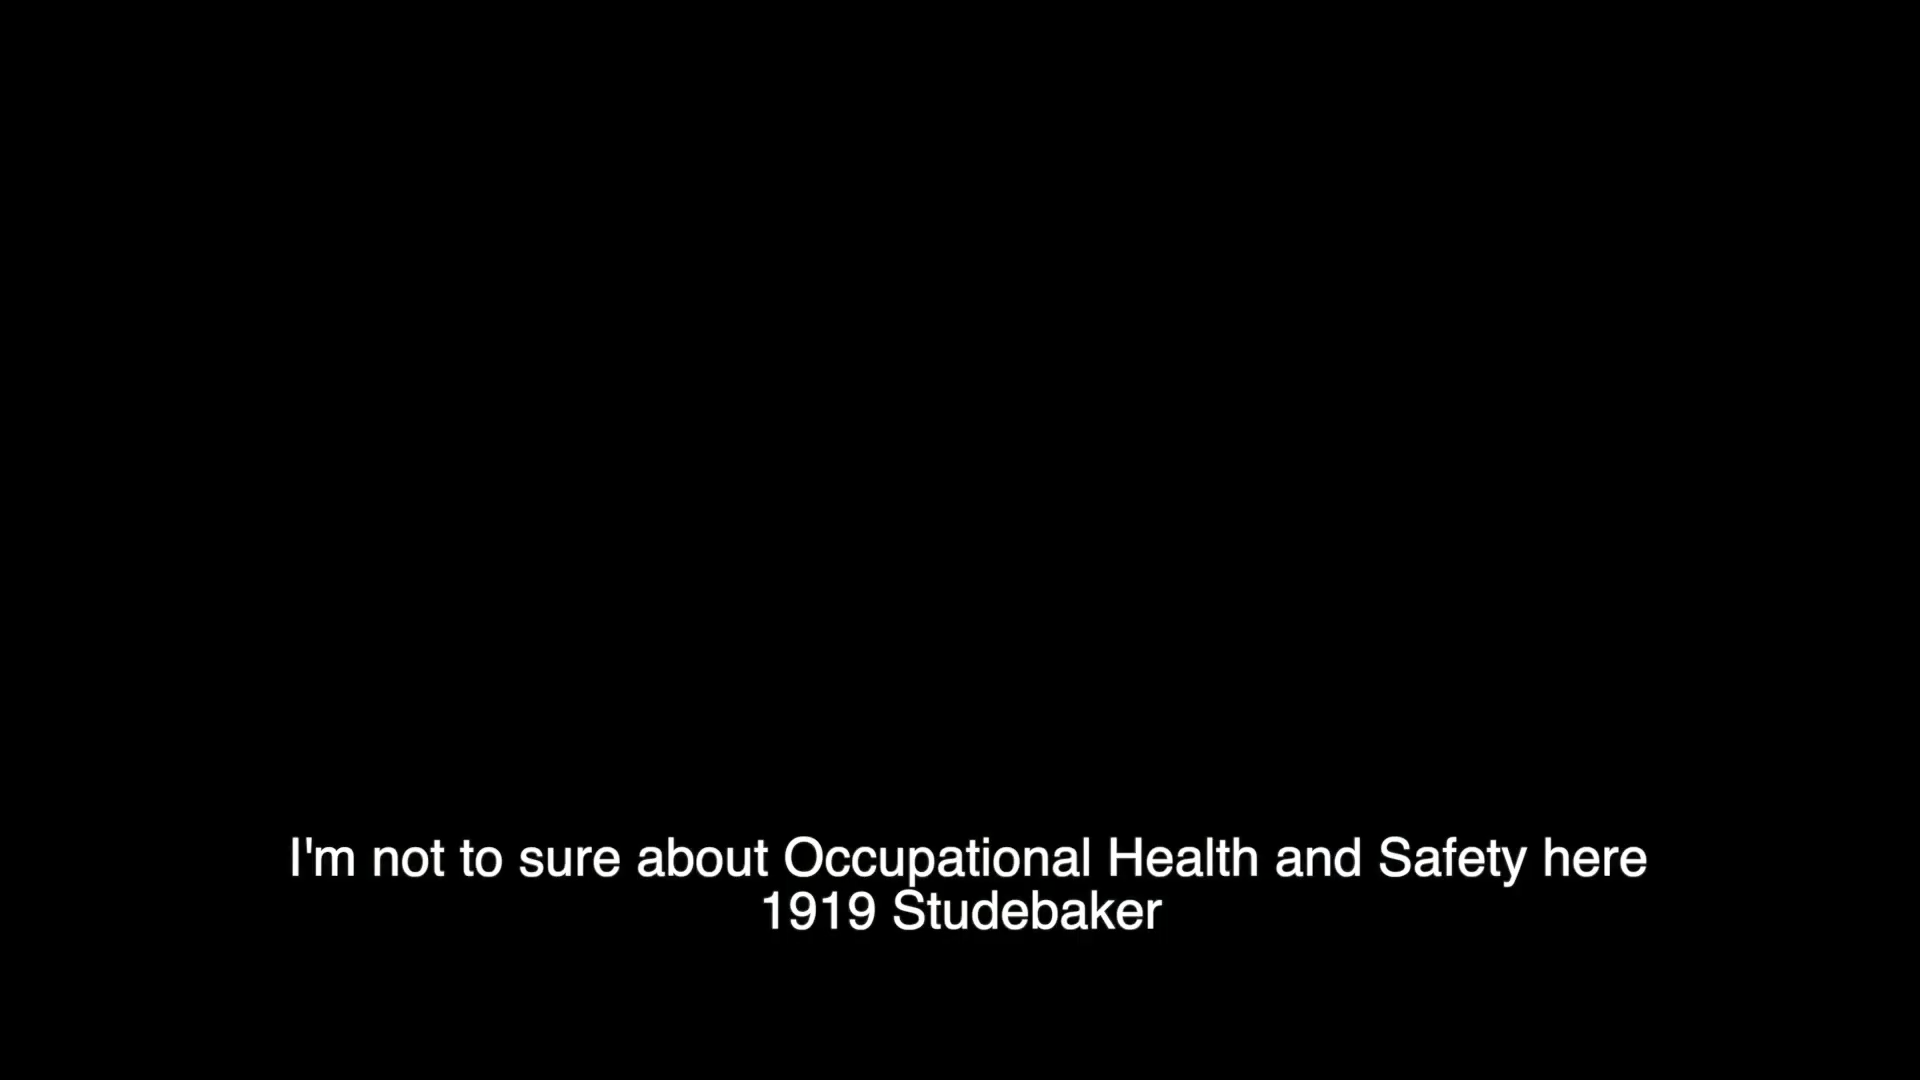 I'm not to sure about Occupational Health and Safety here
1919 Studebaker